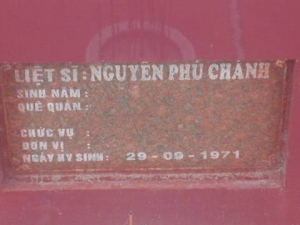 LIỆT SĨ : NGUYỄN PHÚ CHÁNH
SINH NĂM :
QUÊ QUÁN :
CHỨC VỤ :
ĐƠN VỊ :
NGÀY HY SINH : 29 - 09 - 1971